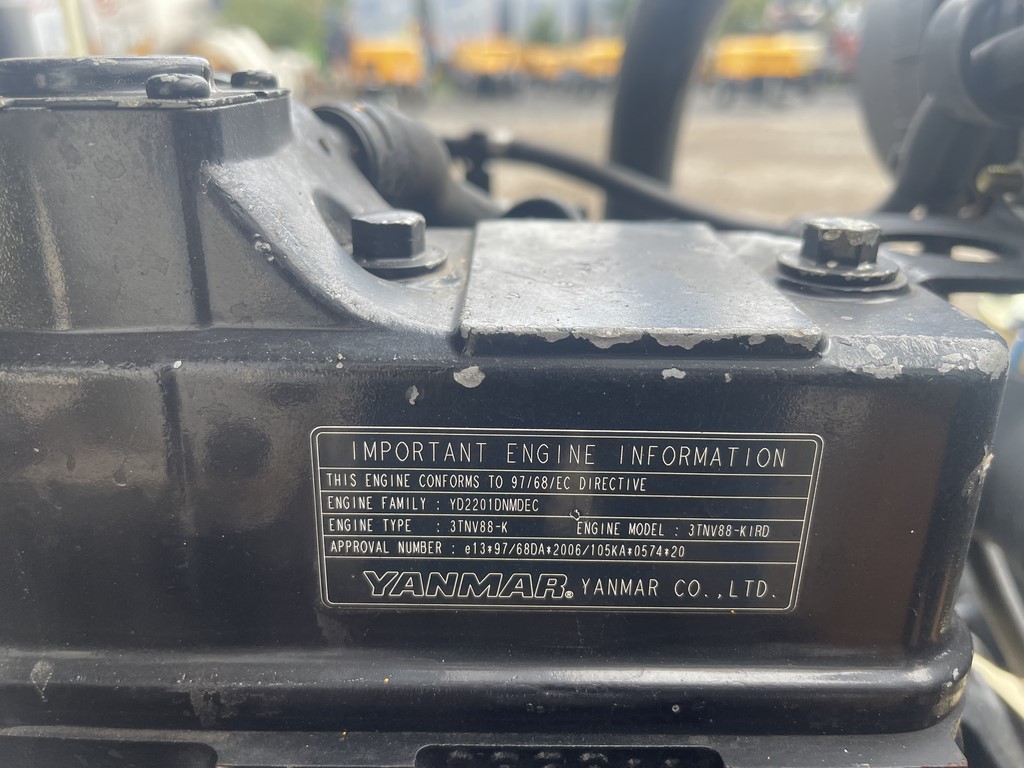 IMPORTANT ENGINE INFORMATION
THIS ENGINE CONFORMS TO 97/68/EC DIRECTIVE
ENGINE FAMILY : YD2201DNMDEC
ENGINE TYPE : 3TNV88-K ENGINE MODEL : 3TNV88-KIRD
APPROVAL NUMBER : e13*97/68DA*2006/105KA*0574*20
YANMAR® YANMAR CO.,LTD.